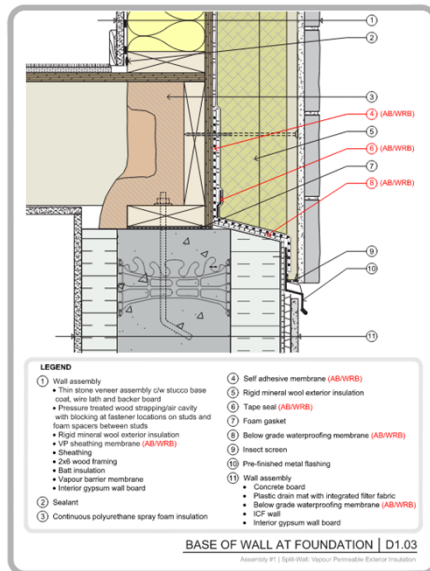 1
2
3
4 (AB/WRB)
5
6 (AB/WRB)
7
8 (AB/WRB)
9
10
11
LEGEND
1 Wall assembly
• Thin stone veneer assembly c/w stucco base
coat, wire lath and backer board
• Pressure treated wood strapping/air cavity
with blocking at fastener locations on studs and
foam spacers between studs
• Rigid mineral wool exterior insulation
• VP sheathing membrane (AB/WRB)
• Sheathing
• 2x6 wood framing
• Batt insulation
• Vapour barrier membrane
• Interior gypsum wall board
2 Sealant
3 Continuous polyurethane spray foam insulation
4 Self adhesive membrane (AB/WRB)
5 Rigid mineral wool exterior insulation
6 Tape seal (AB/WRB)
7 Foam gasket
8 Below grade waterproofing membrane (AB/WRB)
9 Insect screen
10 Pre-finished metal flashing
11 Wall assembly
• Concrete board
• Plastic drain mat with integrated filter fabric
• Below grade waterproofing membrane (AB/WRB)
• ICF wall
• Interior gypsum wall board
BASE OF WALL AT FOUNDATION | D1.03
Assembly #1 | Split-Wall: Vapour Permeable Exterior Insulation